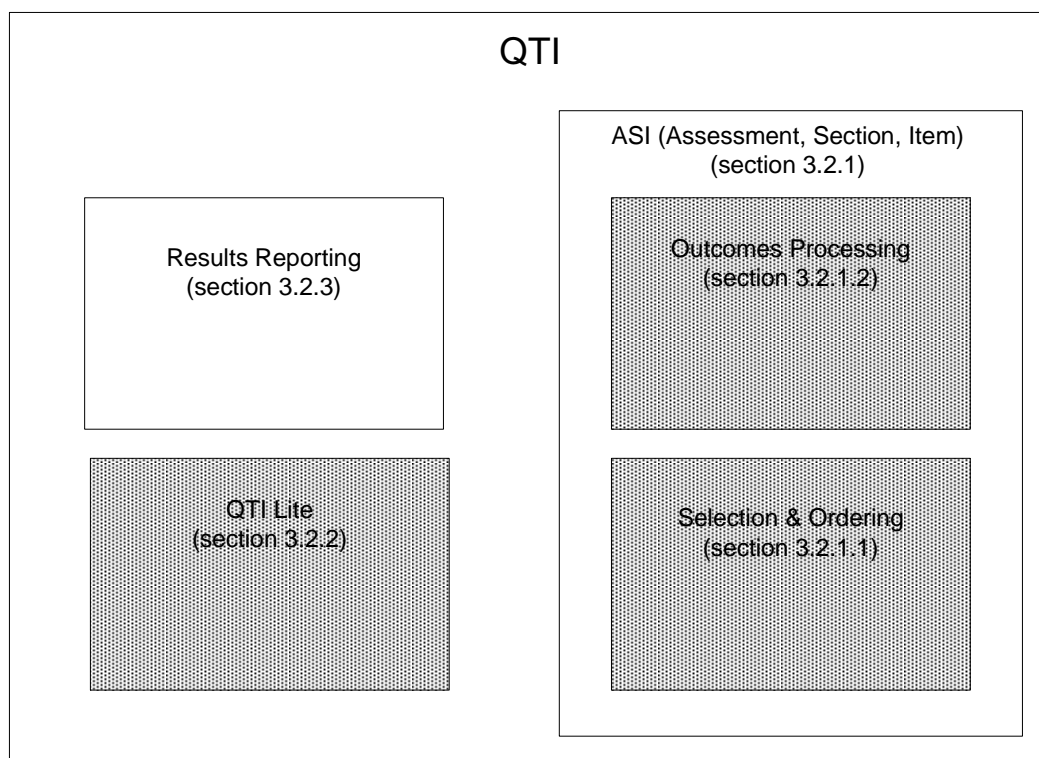 QTI
ASI (Assessment, Section, Item)
(section 3.2.1)
Results Reporting
(section 3.2.3)
Outcomes Processing
(section 3.2.1.2)
QTI Lite
(section 3.2.2)
Selection & Ordering
(section 3.2.1.1)